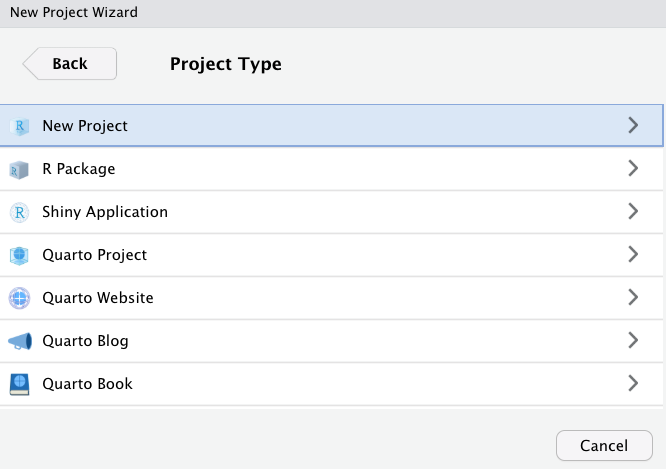 New Project Wizard
Back
Project Type
R New Project
R R Package
R Shiny Application
Quarto Project
Quarto Website
Quarto Blog
Quarto Book
Cancel